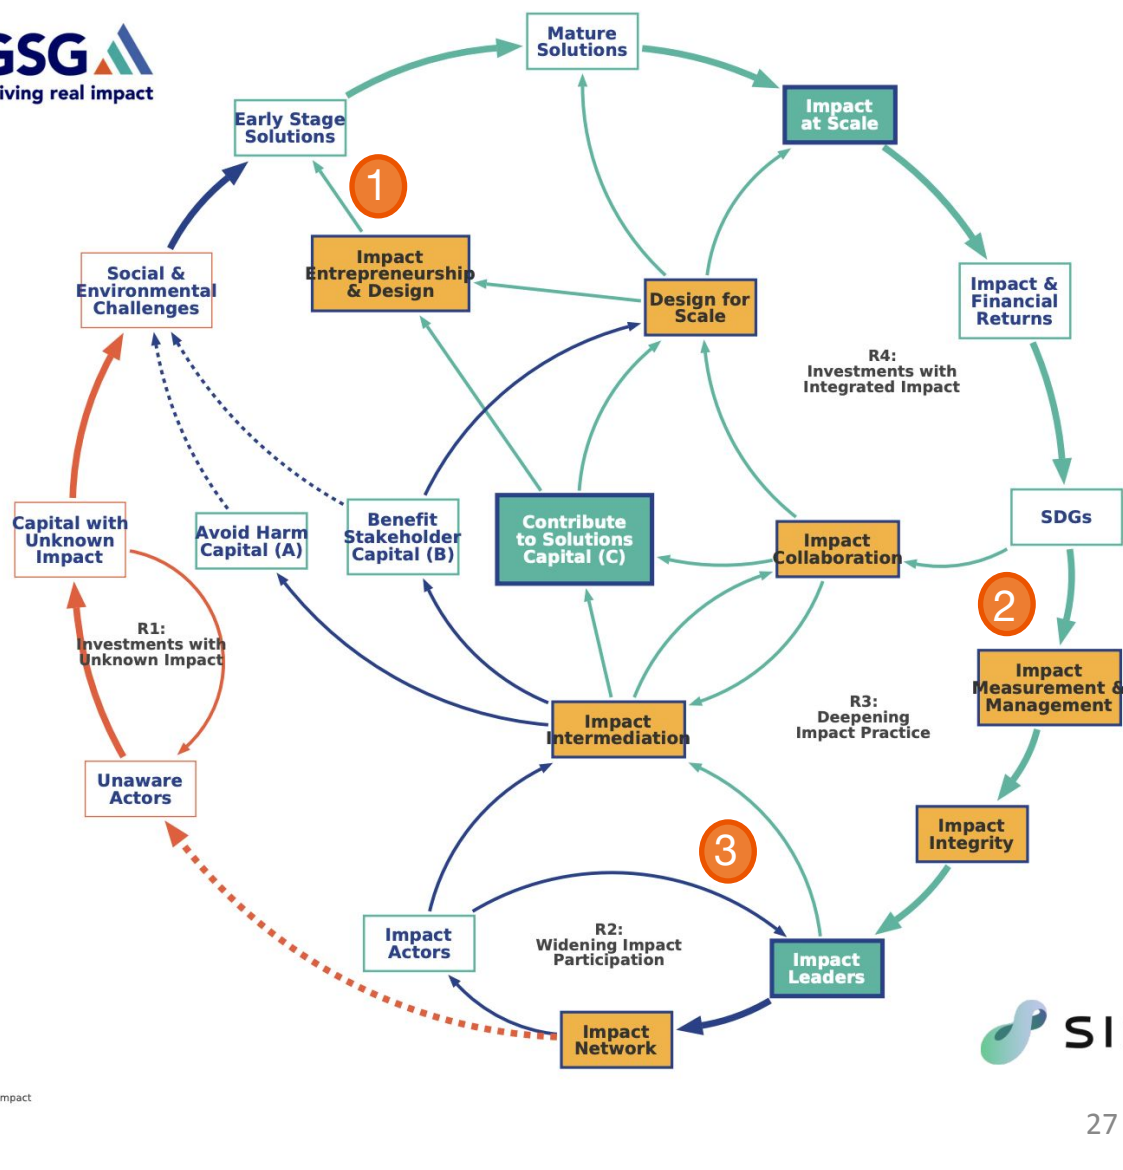 GSG
iving real impact
Mature
Solutions
Impact
at Scale
Early Stage
Solutions
1
Impact
Entrepreneurship
& Design
Social &
Environmental
Challenges
Design for
Scale
Impact &
Financial
Returns
R4:
Investments with
Integrated Impact
Capital with
Unknown
Impact
Avoid Harm
Capital (A)
Benefit
Stakeholder
Capital (B)
Contribute
to Solutions
Capital (C)
Impact
Collaboration
SDGs
2
R1:
Investments with
Unknown Impact
Impact
Measurement &
Management
Impact
Intermediation
R3:
Deepening
Impact Practice
Unaware
Actors
Impact
Integrity
3
Impact
Actors
R2:
Widening Impact
Participation
Impact
Leaders
Impact
Network
SI
mpact
27